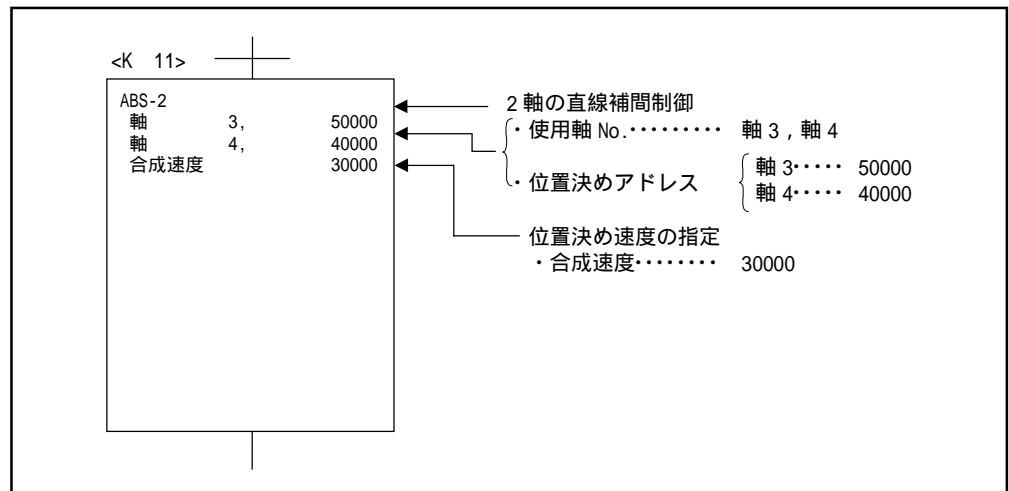 <K 11>
ABS-2
軸 3, 50000
軸 4, 40000
合成速度 30000
2軸の直線補間制御
・使用軸 No.‥‥‥‥‥ 軸 3 , 軸 4
・位置決めアドレス
軸 3‥‥‥ 50000
軸 4‥‥‥ 40000
位置決め速度の指定
・合成速度‥‥‥‥ 30000